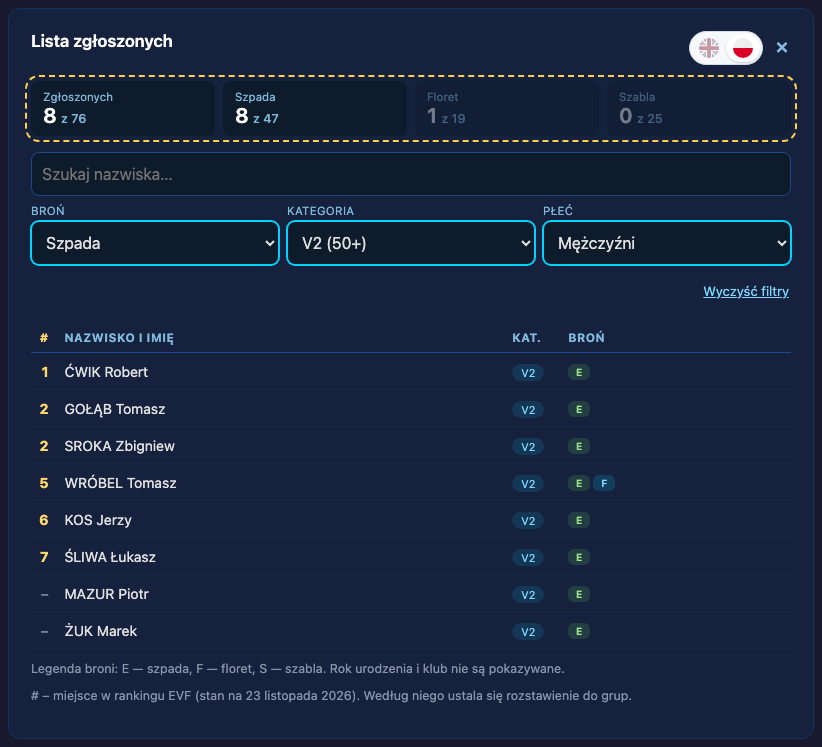 Lista zgłoszonych
×
Zgłoszonych Szpada Floret Szabla
8 z 76 8 z 47 1 z 19 0 z 25
Szukaj nazwiska...
BROŃ KATEGORIA PŁEĆ
Szpada V2 (50+) Mężczyźni
Wyczyść filtry
# NAZWISKO I IMIĘ KAT. BROŃ
1 ĆWIK Robert V2 E
2 GOŁĄB Tomasz V2 E
2 SROKA Zbigniew V2 E
5 WRÓBEL Tomasz V2 E F
6 KOS Jerzy V2 E
7 ŚLIWA Łukasz V2 E
– MAZUR Piotr V2 E
– ŻUK Marek V2 E
Legenda broni: E — szpada, F — floret, S — szabla. Rok urodzenia i klub nie są pokazywane.
# – miejsce w rankingu EVF (stan na 23 listopada 2026). Według niego ustala się rozstawienie do grup.